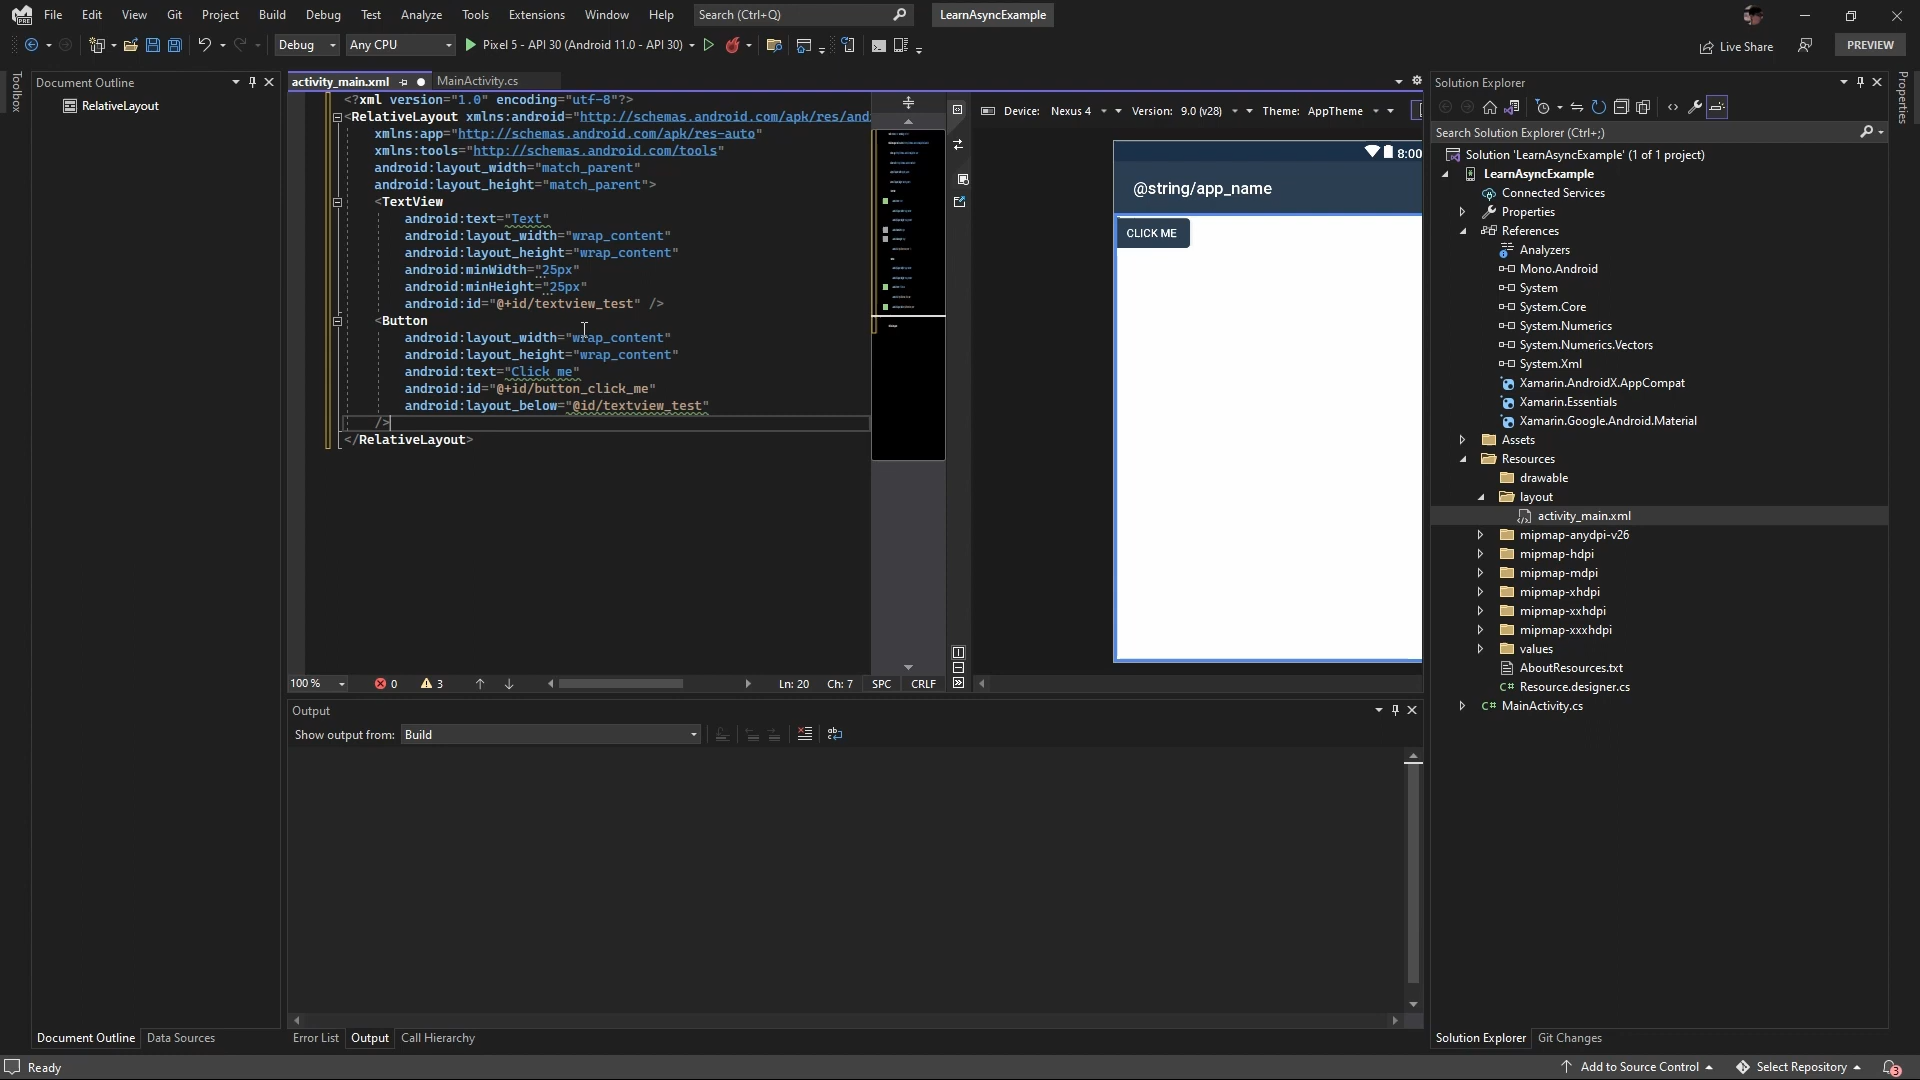 File Edit View Git Project Build Debug Test Analyze Tools Extensions Window Help Search (Ctrl+Q) LearnAsyncExample
Debug Any CPU Pixel 5 - API 30 (Android 11.0 - API 30) Live Share PREVIEW
Toolbox
Document Outline
RelativeLayout
activity_main.xml MainActivity.cs
<?xml version="1.0" encoding="utf-8"?>
<RelativeLayout xmlns:android="http://schemas.android.com/apk/res/and
xmlns:app="http://schemas.android.com/apk/res-auto"
xmlns:tools="http://schemas.android.com/tools"
android:layout_width="match_parent"
android:layout_height="match_parent">
<TextView
android:text="Text"
android:layout_width="wrap_content"
android:layout_height="wrap_content"
android:minWidth="25px"
android:minHeight="25px"
android:id="@+id/textview_test" />
<Button
android:layout_width="wrap_content"
android:layout_height="wrap_content"
android:text="Click me"
android:id="@+id/button_click_me"
android:layout_below="@id/textview_test"
/>
</RelativeLayout>
100 % 0 3 Ln: 20 Ch: 7 SPC CRLF
Device: Nexus 4 Version: 9.0 (v28) Theme: AppTheme
8:00
@string/app_name
CLICK ME
Output
Show output from: Build
Document Outline Data Sources
Error List Output Call Hierarchy
Solution Explorer
Search Solution Explorer (Ctrl+;)
Solution 'LearnAsyncExample' (1 of 1 project)
LearnAsyncExample
Connected Services
Properties
References
Analyzers
Mono.Android
System
System.Core
System.Numerics
System.Numerics.Vectors
System.Xml
Xamarin.AndroidX.AppCompat
Xamarin.Essentials
Xamarin.Google.Android.Material
Assets
Resources
drawable
layout
activity_main.xml
mipmap-anydpi-v26
mipmap-hdpi
mipmap-mdpi
mipmap-xhdpi
mipmap-xxhdpi
mipmap-xxxhdpi
values
AboutResources.txt
C# Resource.designer.cs
C# MainActivity.cs
Solution Explorer Git Changes
Properties
Ready Add to Source Control Select Repository 3